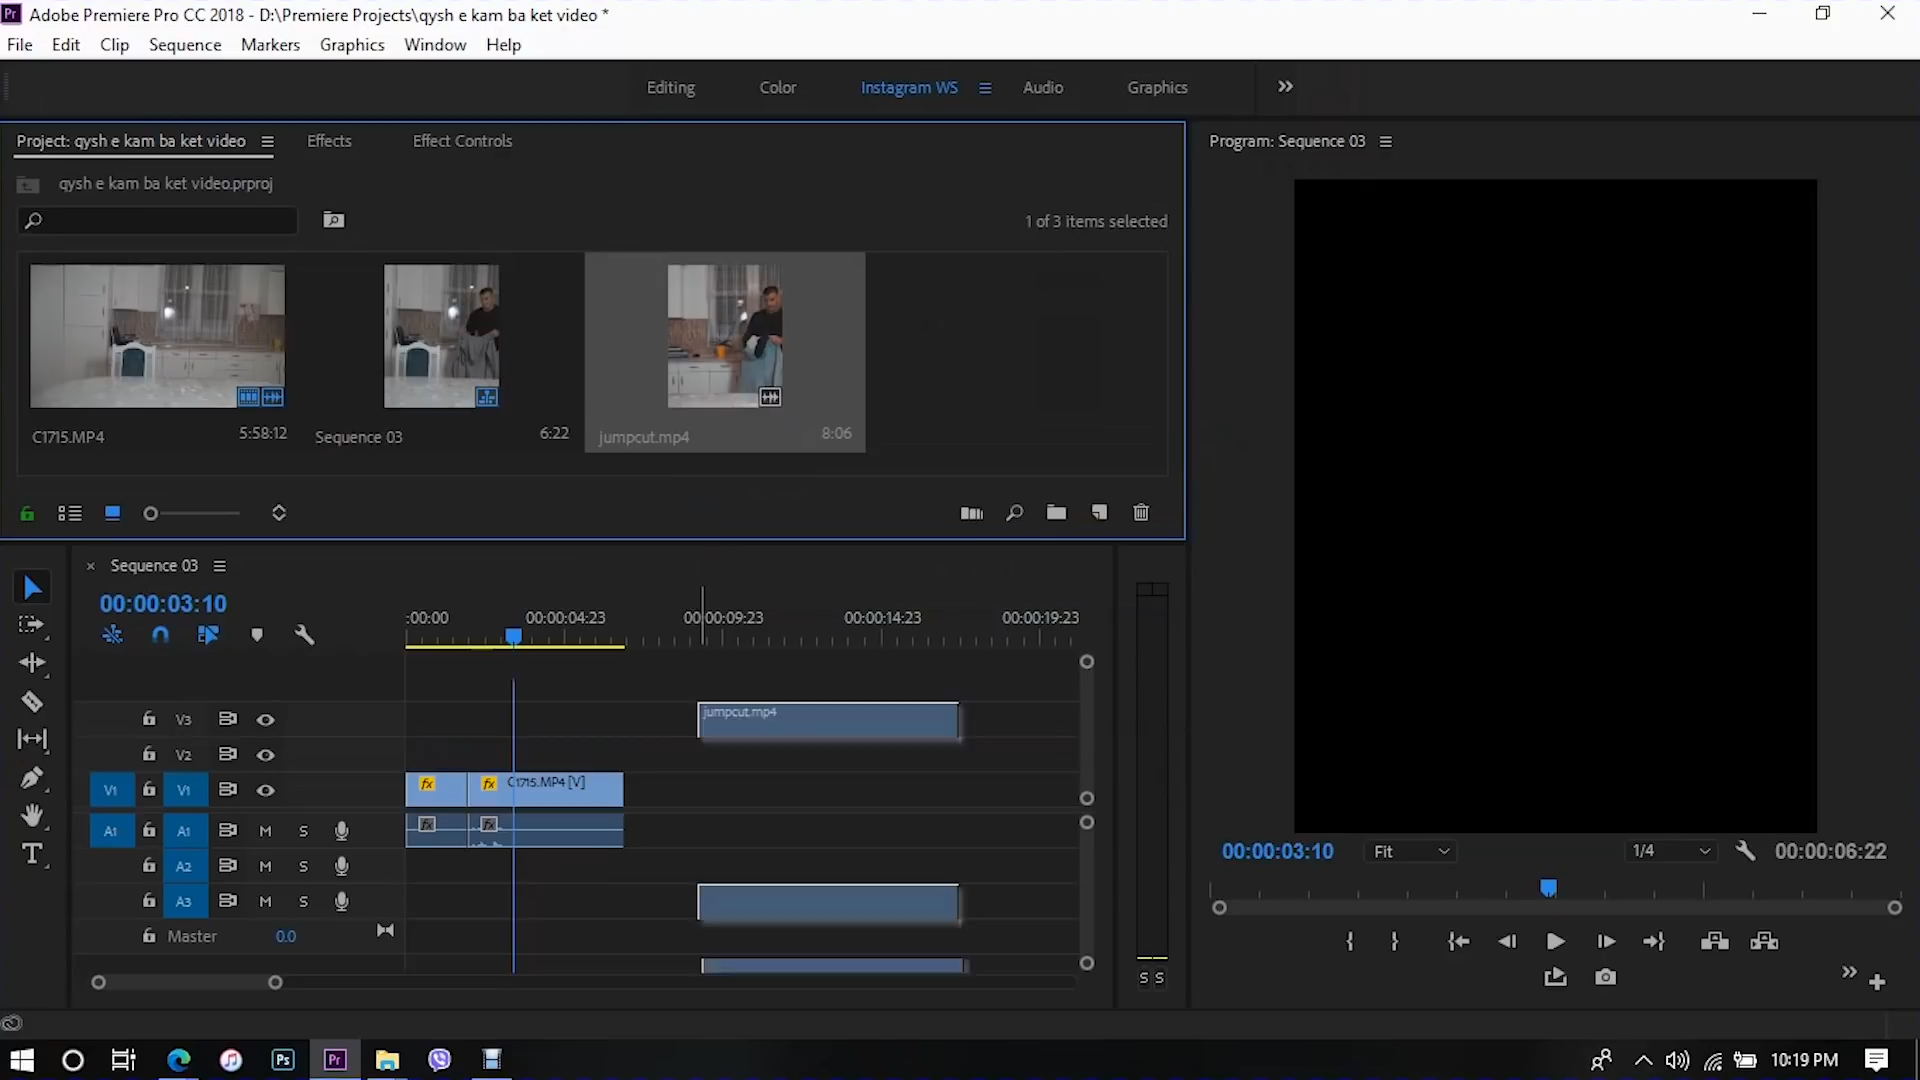 Adobe Premiere Pro CC 2018 - D:\Premiere Projects\qysh e kam ba ket video *
File Edit Clip Sequence Markers Graphics Window Help
Editing Color Instagram WS Audio Graphics
Project: qysh e kam ba ket video Effects Effect Controls
qysh e kam ba ket video.prproj
1 of 3 items selected
C1715.MP4 5:58:12 Sequence 03 6:22 jumpcut.mp4 8:06
Program: Sequence 03
Sequence 03
00:00:03:10
:00:00 00:00:04:23 00:00:09:23 00:00:14:23 00:00:19:23
V3 jumpcut.mp4
V2
V1 V1 fx fx C1715.MP4 [V]
A1 A1 M S fx fx
A2 M S
A3 M S
Master 0.0
S S
00:00:03:10 Fit 1/4 00:00:06:22
Ps Pr 10:19 PM